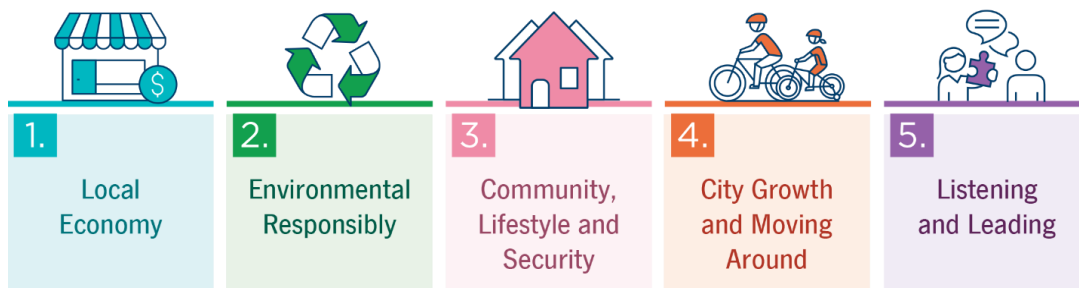 $
1.
Local
Economy
2.
Environmental
Responsibly
3.
Community,
Lifestyle and
Security
4.
City Growth
and Moving
Around
5.
Listening
and Leading